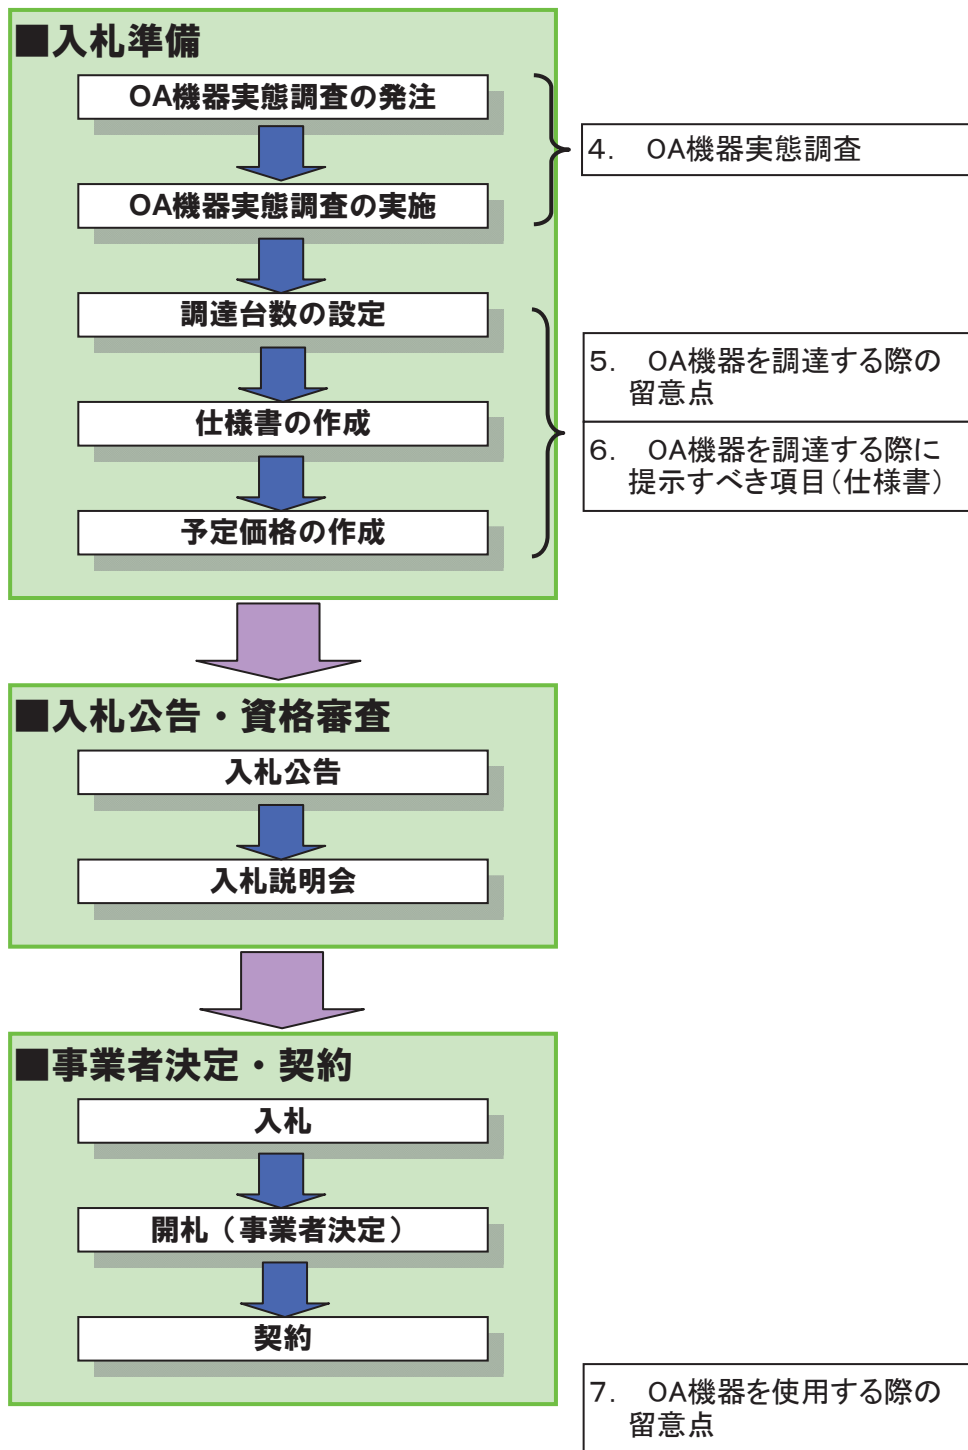 ■入札準備
OA機器実態調査の発注
OA機器実態調査の実施
4.　OA機器実態調査
調達台数の設定
仕様書の作成
予定価格の作成
5.　OA機器を調達する際の
留意点
6.　OA機器を調達する際に
提示すべき項目(仕様書)
■入札公告・資格審査
入札公告
入札説明会
■事業者決定・契約
入札
開札(事業者決定)
契約
7.　OA機器を使用する際の
留意点